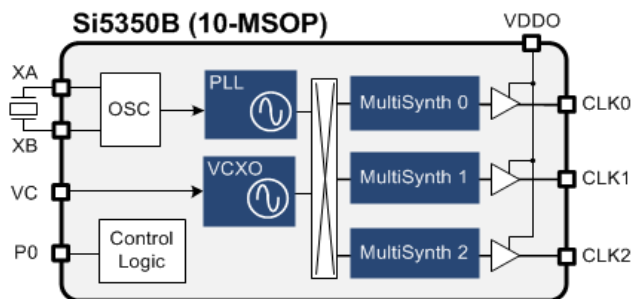 Si5350B (10-MSOP)
VDDO
XA
OSC
PLL
MultiSynth 0
CLK0
XB
VC
VCXO
MultiSynth 1
CLK1
P0
Control
Logic
MultiSynth 2
CLK2